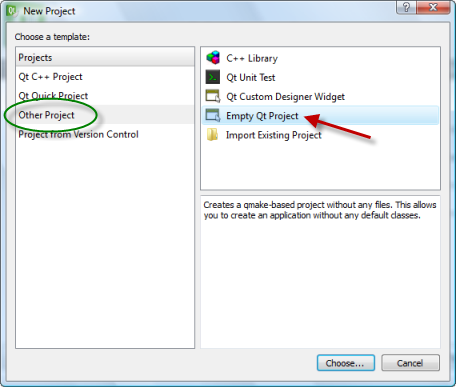 New Project
Choose a template:
Projects
Qt C++ Project
Qt Quick Project
Other Project
Project from Version Control
C++ Library
Qt Unit Test
Qt Custom Designer Widget
Empty Qt Project
Import Existing Project
Creates a qmake-based project without any files. This allows
you to create an application without any default classes.
Choose...
Cancel